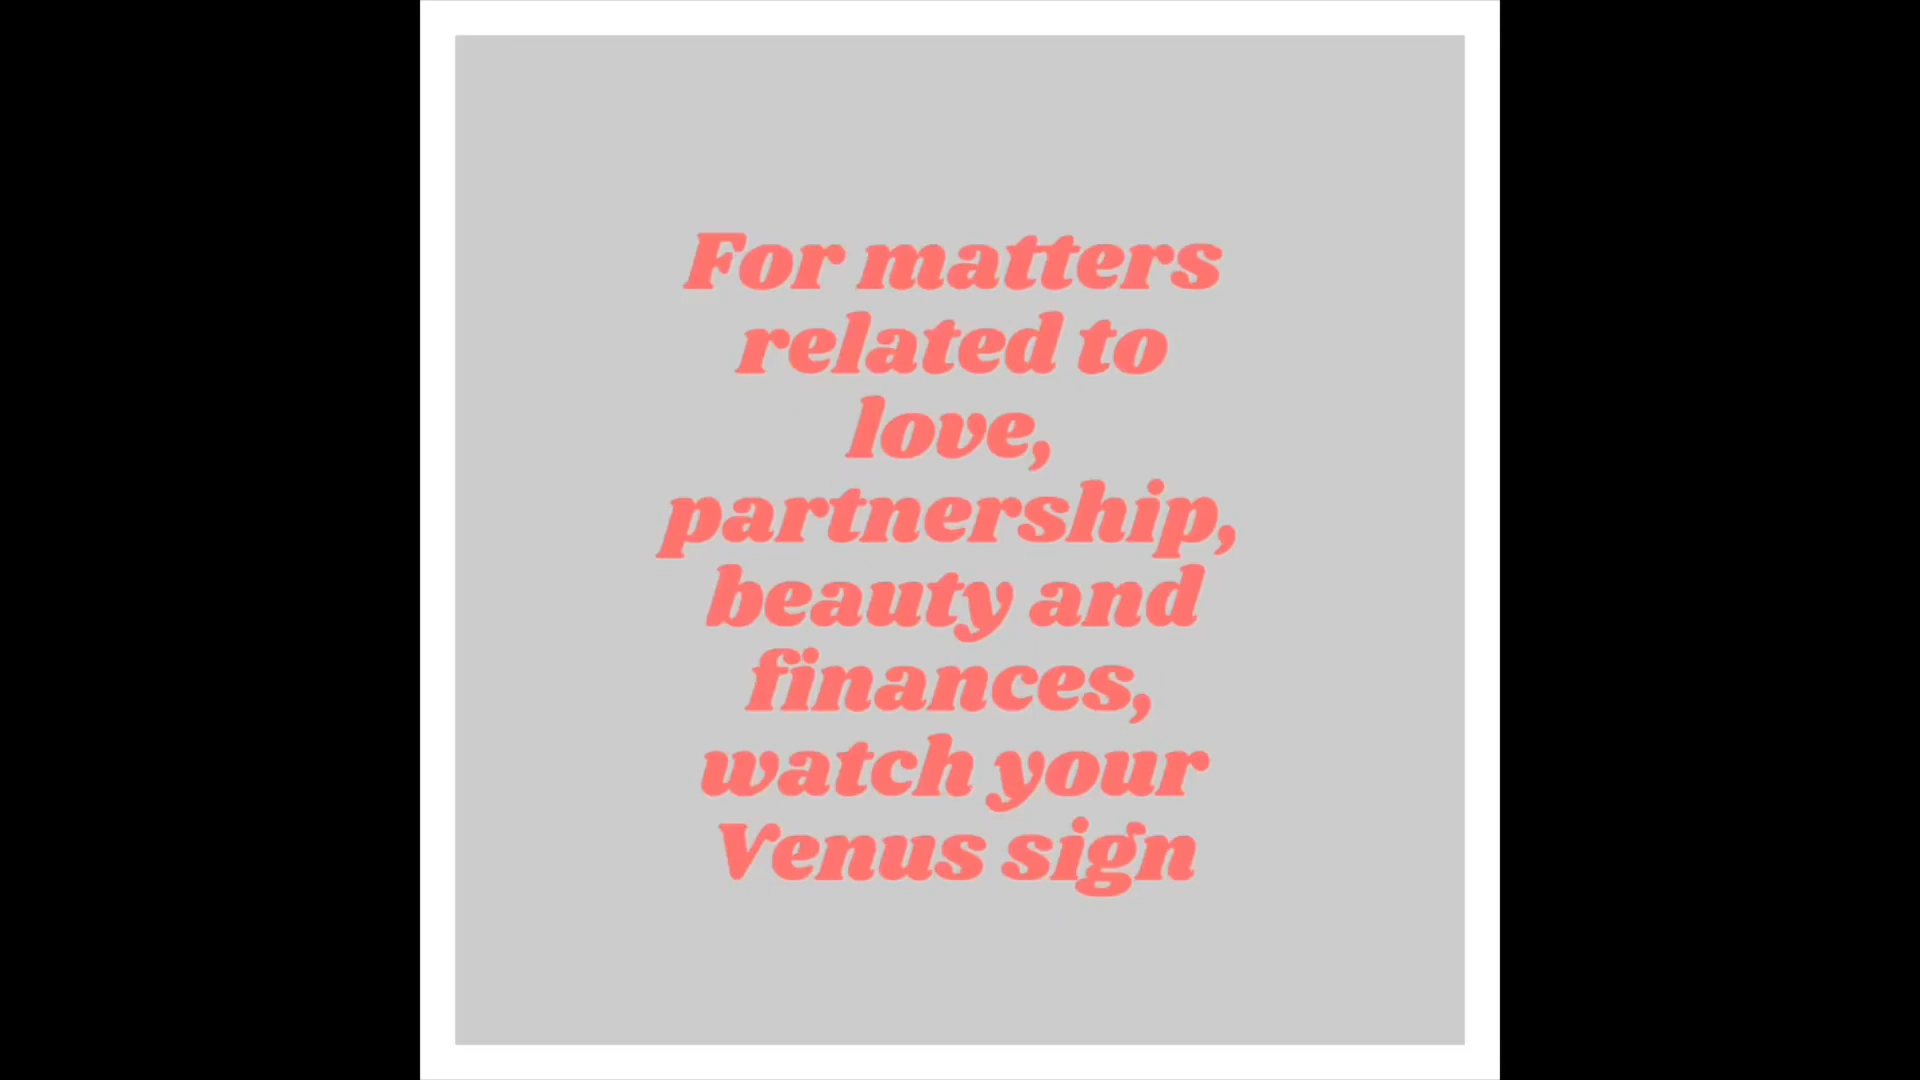 For matters
related to
love,
partnership,
beauty and
finances,
watch your
Venus sign